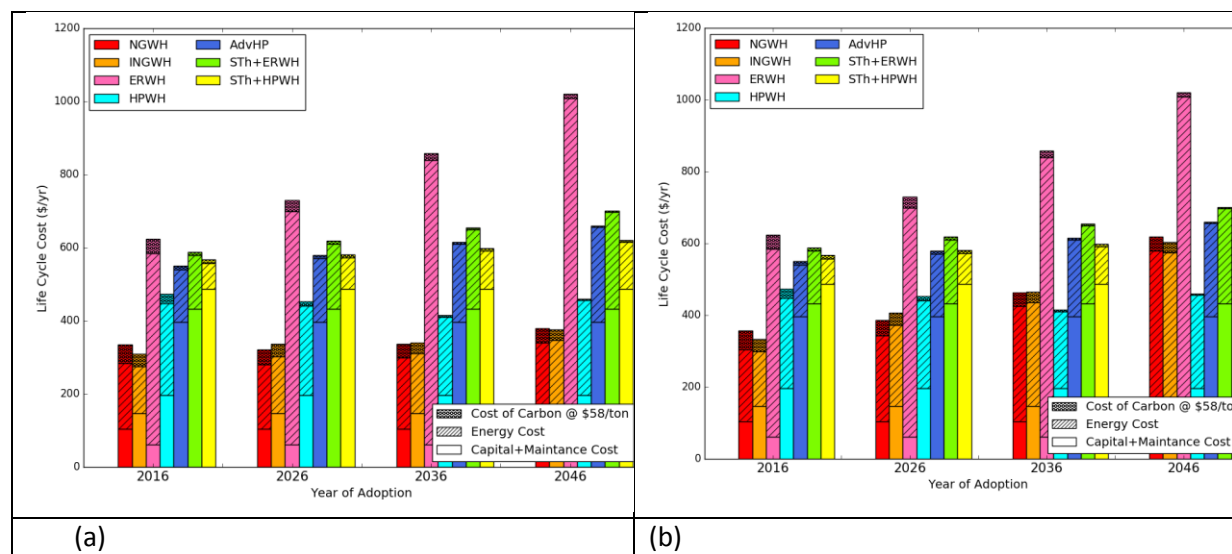 1200
1000
800
600
400
200
0
Life Cycle Cost ($/yr)
NGWH
INGWH
ERWH
HPWH
AdvHP
STh+ERWH
STh+HPWH
Cost of Carbon @ $58/ton
Energy Cost
Capital+Maintance Cost
2016 2026 2036 2046
Year of Adoption
(a)
1200
1000
800
600
400
200
0
Life Cycle Cost ($/yr)
NGWH
INGWH
ERWH
HPWH
AdvHP
STh+ERWH
STh+HPWH
Cost of Carbon @ $58/to
Energy Cost
Capital+Maintance Cost
2016 2026 2036 2046
Year of Adoption
(b)